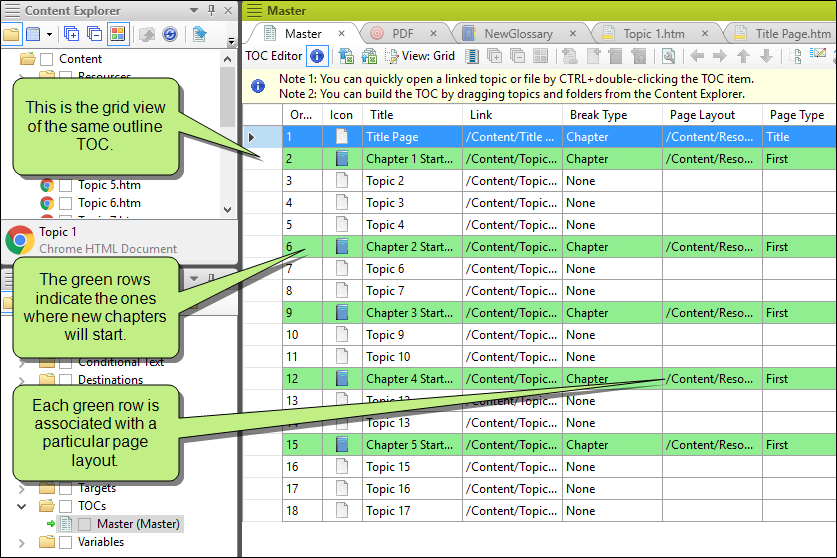 Content Explorer
Content
Resources
This is the grid view
of the same outline
TOC.
Topic 5.htm
Topic 6.htm
Topic 1
Chrome HTML Document
The green rows
indicate the ones
where new chapters
will start.
Conditional Text
Destinations
Each green row is
associated with a
particular page
layout.
Targets
TOCs
Master (Master)
Variables
Master
Master PDF NewGlossary Topic 1.htm Title Page.htm
TOC Editor View: Grid
Note 1: You can quickly open a linked topic or file by CTRL+double-clicking the TOC item.
Note 2: You can build the TOC by dragging topics and folders from the Content Explorer.
Or... Icon Title Link Break Type Page Layout Page Type
1 Title Page /Content/Title ... Chapter /Content/Reso... Title
2 Chapter 1 Start... /Content/Topic... Chapter /Content/Reso... First
3 Topic 2 /Content/Topic... None
4 Topic 3 /Content/Topic... None
5 Topic 4 /Content/Topic... None
6 Chapter 2 Start... /Content/Topic... Chapter /Content/Reso... First
7 Topic 6 /Content/Topic... None
8 Topic 7 /Content/Topic... None
9 Chapter 3 Start... /Content/Topic... Chapter /Content/Reso... First
10 Topic 9 /Content/Topic... None
11 Topic 10 /Content/Topic... None
12 Chapter 4 Start... /Content/Topic... Chapter /Content/Reso... First
13 Topic 12 /Content/Topic... None
Topic 13 /Content/Topic... None
15 Chapter 5 Start... /Content/Topic... Chapter /Content/Reso... First
16 Topic 15 /Content/Topic... None
17 Topic 16 /Content/Topic... None
18 Topic 17 /Content/Topic... None